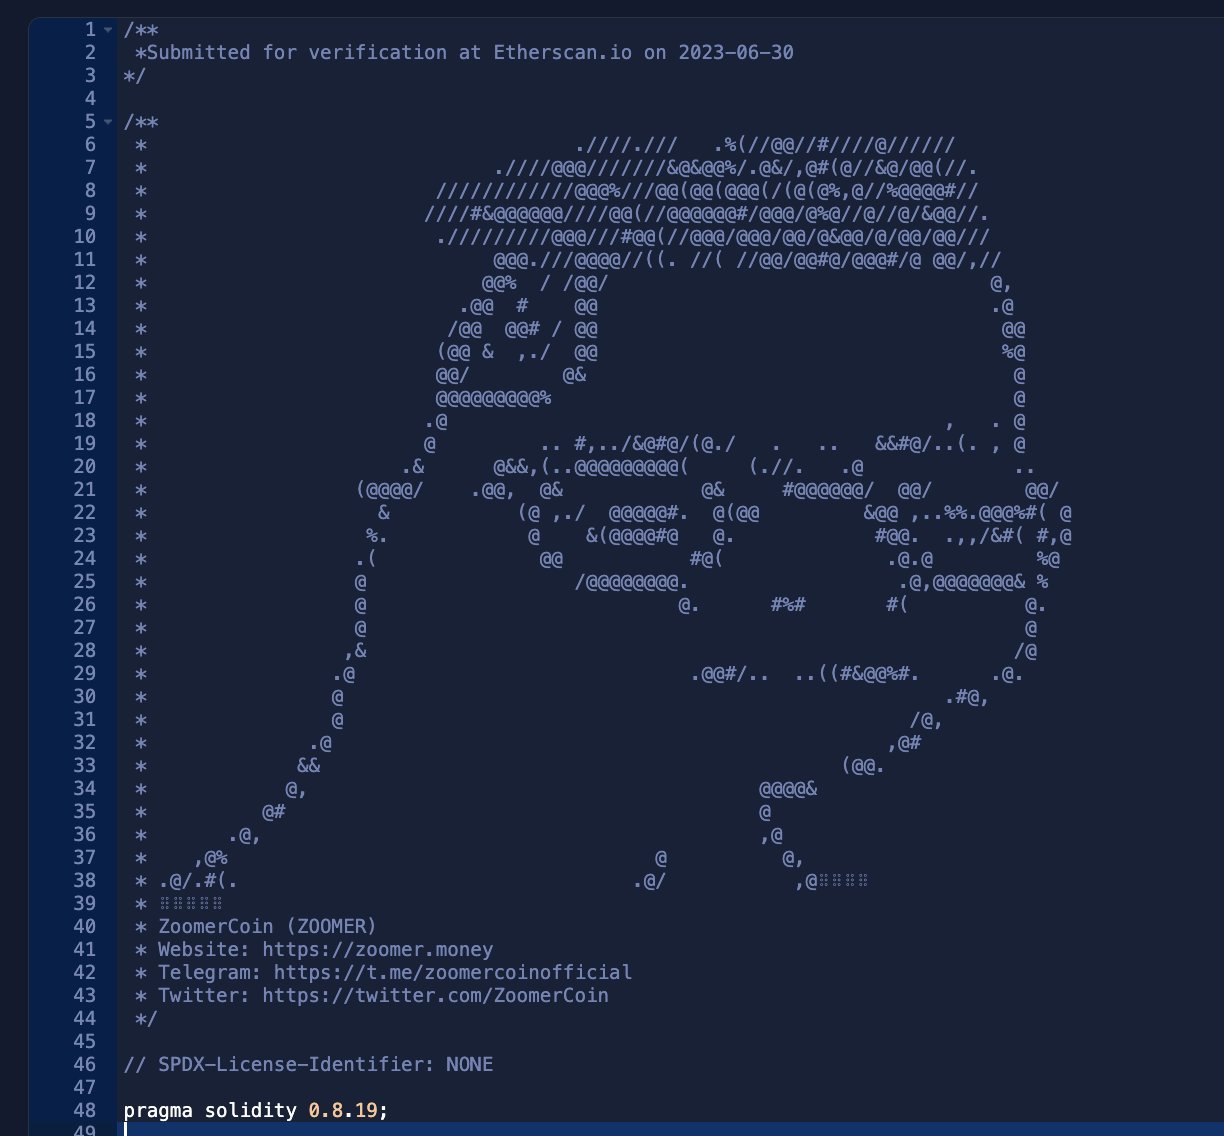 1 /**
2  *Submitted for verification at Etherscan.io on 2023-06-30
3 */
4
5 /**
6  *                                     .////.///   .%(//@@//#////@//////
7  *                              .////@@@///////&@&@@%/.@&/,@#(@//&@/@@(//.
8  *                         ////////////@@@%///@@(@@(@@@(/(@(@%,@//%@@@@#//
9  *                        ////#&@@@@@@////@@(//@@@@@@#/@@@/@%@//@//@/&@@//.
10  *                         ./////////@@@///#@@(//@@@/@@@/@@/@&@@/@/@@/@@///
11  *                              @@@.///@@@@//((. //( //@@/@@#@/@@@#/@ @@/,//
12  *                             @@%  / /@@/                                 @,
13  *                           .@@  #    @@                                  .@
14  *                          /@@  @@# / @@                                   @@
15  *                         (@@ &  ,./  @@                                   %@
16  *                         @@/        @&                                     @
17  *                         @@@@@@@@@%                                        @
18  *                        .@                                           ,   . @
19  *                        @         .. #,../&@#@/(@./   .   ..   &&#@/..(. , @
20  *                      .&      @&&,(..@@@@@@@@@(     (.//.   .@             ..
21  *                  (@@@@/    .@@,  @&            @&     #@@@@@@/  @@/        @@/
22  *                    &           (@ ,./  @@@@@#.  @(@@         &@@ ,..%%.@@@%#( @
23  *                   %.            @    &(@@@@#@   @.            #@@.  .,,/&#( #,@
24  *                  .(              @@           #@(              .@.@         %@
25  *                  @                  /@@@@@@@@.                  .@,@@@@@@@& %
26  *                  @                           @.      #%#       #(          @.
27  *                  @                                                         @
28  *                 ,&                                                        /@
29  *                .@                             .@@#/..  ..((#&@@%#.      .@.
30  *                @                                                    .#@,
31  *                @                                                 /@,
32  *              .@                                                ,@#
33  *             &&                                             (@@.
34  *            @,                                       @@@@&
35  *          @#                                         @
36  *       .@,                                           ,@
37  *    ,@%                                     @          @,
38  * .@/.#(.                                  .@/           ,@⠿⠿⠿⠿
39  * ⠿⠿⠿⠿⠿
40  * ZoomerCoin (ZOOMER)
41  * Website: https://zoomer.money
42  * Telegram: https://t.me/zoomercoinofficial
43  * Twitter: https://twitter.com/ZoomerCoin
44  */
45
46 // SPDX-License-Identifier: NONE
47
48 pragma solidity 0.8.19;
49